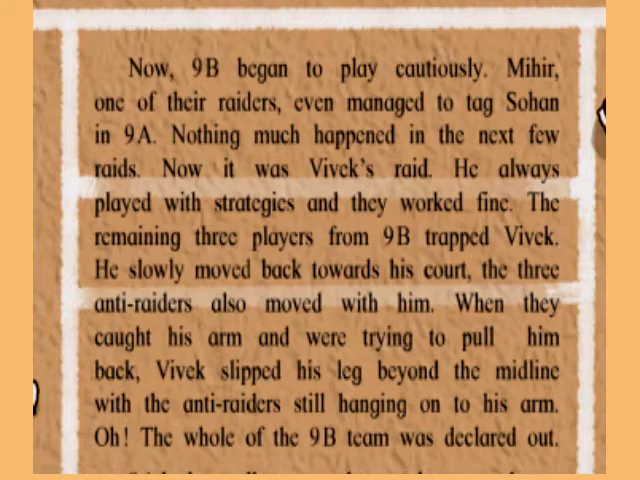 Now, 9B began to play cautiously. Mihir,
one of their raiders, even managed to tag Sohan
in 9A. Nothing much happened in the next few
raids. Now it was Vivek's raid. He always
played with strategies and they worked fine. The
remaining three players from 9B trapped Vivek.
He slowly moved back towards his court, the three
anti-raiders also moved with him. When they
caught his arm and were trying to pull him
back, Vivek slipped his leg beyond the midline
with the anti-raiders still hanging on to his arm.
Oh! The whole of the 9B team was declared out.